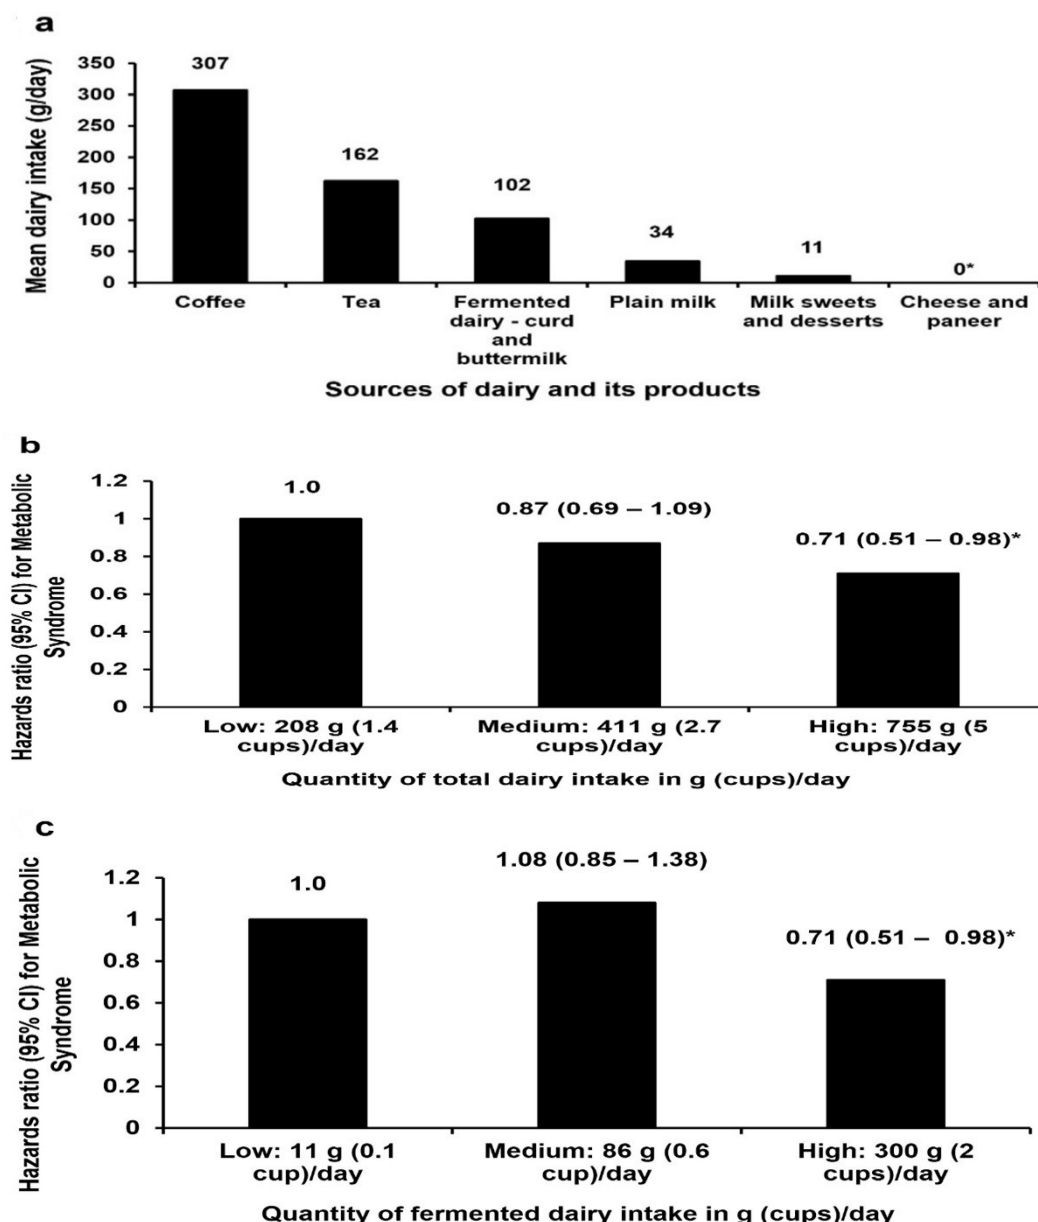 a
Mean dairy intake (g/day)
350
300
250
200
150
100
50
0
307
162
102
34
11
0*
Coffee
Tea
Fermented
dairy - curd
and
buttermilk
Plain milk
Milk sweets
and desserts
Cheese and
paneer
Sources of dairy and its products
b
Hazards ratio (95% CI) for Metabolic
Syndrome
1.2
1
0.8
0.6
0.4
0.2
0
1.0
0.87 (0.69 – 1.09)
0.71 (0.51 – 0.98)*
Low: 208 g (1.4
cups)/day
Medium: 411 g (2.7
cups)/day
High: 755 g (5
cups)/day
Quantity of total dairy intake in g (cups)/day
c
Hazards ratio (95% CI) for Metabolic
Syndrome
1.2
1
0.8
0.6
0.4
0.2
0
1.0
1.08 (0.85 – 1.38)
0.71 (0.51 – 0.98)*
Low: 11 g (0.1
cup)/day
Medium: 86 g (0.6
cup)/day
High: 300 g (2
cups)/day
Quantity of fermented dairy intake in g (cups)/day